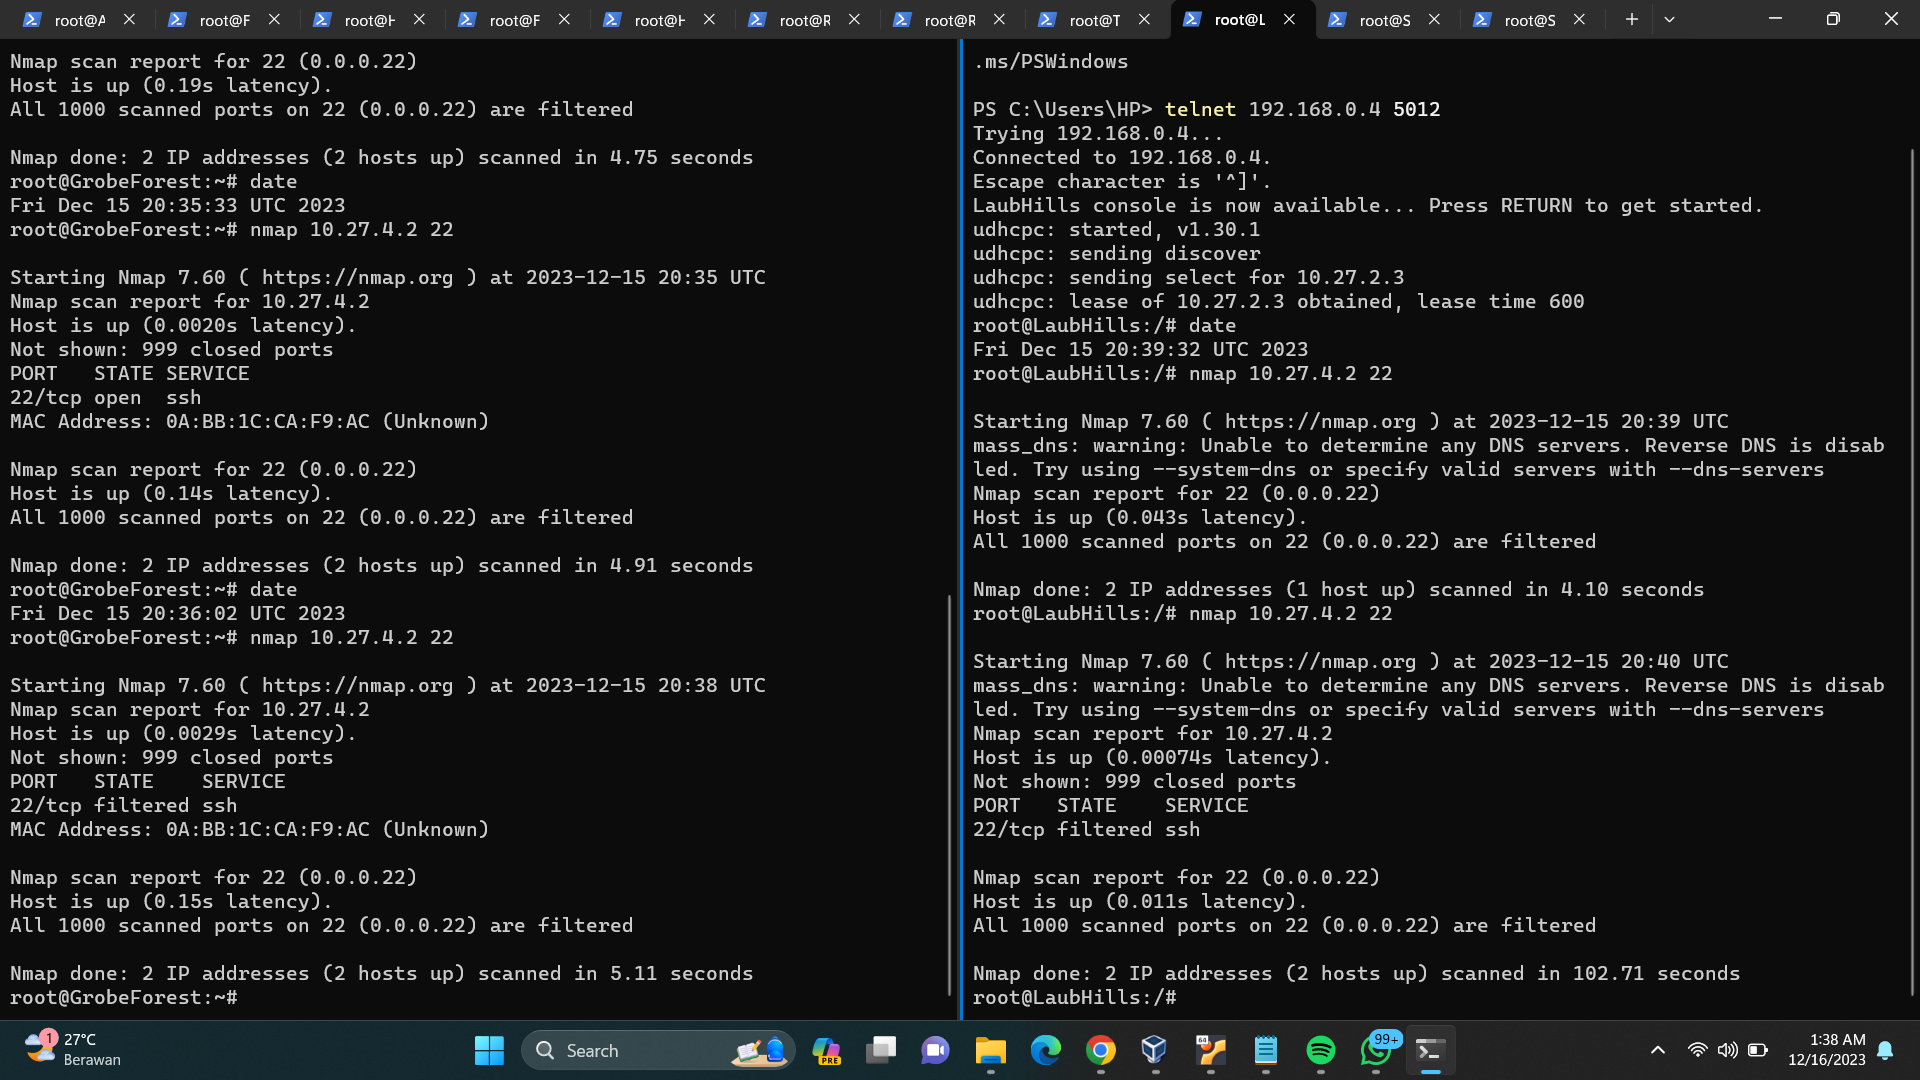 root@A
root@F
root@H
root@F
root@H
root@R
root@R
root@T
root@L
root@S
root@S
Nmap scan report for 22 (0.0.0.22)
Host is up (0.19s latency).
All 1000 scanned ports on 22 (0.0.0.22) are filtered
Nmap done: 2 IP addresses (2 hosts up) scanned in 4.75 seconds
root@GrobeForest:~# date
Fri Dec 15 20:35:33 UTC 2023
root@GrobeForest:~# nmap 10.27.4.2 22
Starting Nmap 7.60 ( https://nmap.org ) at 2023-12-15 20:35 UTC
Nmap scan report for 10.27.4.2
Host is up (0.0020s latency).
Not shown: 999 closed ports
PORT   STATE SERVICE
22/tcp open  ssh
MAC Address: 0A:BB:1C:CA:F9:AC (Unknown)
Nmap scan report for 22 (0.0.0.22)
Host is up (0.14s latency).
All 1000 scanned ports on 22 (0.0.0.22) are filtered
Nmap done: 2 IP addresses (2 hosts up) scanned in 4.91 seconds
root@GrobeForest:~# date
Fri Dec 15 20:36:02 UTC 2023
root@GrobeForest:~# nmap 10.27.4.2 22
Starting Nmap 7.60 ( https://nmap.org ) at 2023-12-15 20:38 UTC
Nmap scan report for 10.27.4.2
Host is up (0.0029s latency).
Not shown: 999 closed ports
PORT   STATE    SERVICE
22/tcp filtered ssh
MAC Address: 0A:BB:1C:CA:F9:AC (Unknown)
Nmap scan report for 22 (0.0.0.22)
Host is up (0.15s latency).
All 1000 scanned ports on 22 (0.0.0.22) are filtered
Nmap done: 2 IP addresses (2 hosts up) scanned in 5.11 seconds
root@GrobeForest:~#
.ms/PSWindows
PS C:\Users\HP> telnet 192.168.0.4 5012
Trying 192.168.0.4...
Connected to 192.168.0.4.
Escape character is '^]'.
LaubHills console is now available... Press RETURN to get started.
udhcpc: started, v1.30.1
udhcpc: sending discover
udhcpc: sending select for 10.27.2.3
udhcpc: lease of 10.27.2.3 obtained, lease time 600
root@LaubHills:/# date
Fri Dec 15 20:39:32 UTC 2023
root@LaubHills:/# nmap 10.27.4.2 22
Starting Nmap 7.60 ( https://nmap.org ) at 2023-12-15 20:39 UTC
mass_dns: warning: Unable to determine any DNS servers. Reverse DNS is disab
led. Try using --system-dns or specify valid servers with --dns-servers
Nmap scan report for 22 (0.0.0.22)
Host is up (0.043s latency).
All 1000 scanned ports on 22 (0.0.0.22) are filtered
Nmap done: 2 IP addresses (1 host up) scanned in 4.10 seconds
root@LaubHills:/# nmap 10.27.4.2 22
Starting Nmap 7.60 ( https://nmap.org ) at 2023-12-15 20:40 UTC
mass_dns: warning: Unable to determine any DNS servers. Reverse DNS is disab
led. Try using --system-dns or specify valid servers with --dns-servers
Nmap scan report for 10.27.4.2
Host is up (0.00074s latency).
Not shown: 999 closed ports
PORT   STATE    SERVICE
22/tcp filtered ssh
Nmap scan report for 22 (0.0.0.22)
Host is up (0.011s latency).
All 1000 scanned ports on 22 (0.0.0.22) are filtered
Nmap done: 2 IP addresses (2 hosts up) scanned in 102.71 seconds
root@LaubHills:/#
1
27°C
Berawan
Search
PRE
64
99+
1:38 AM
12/16/2023